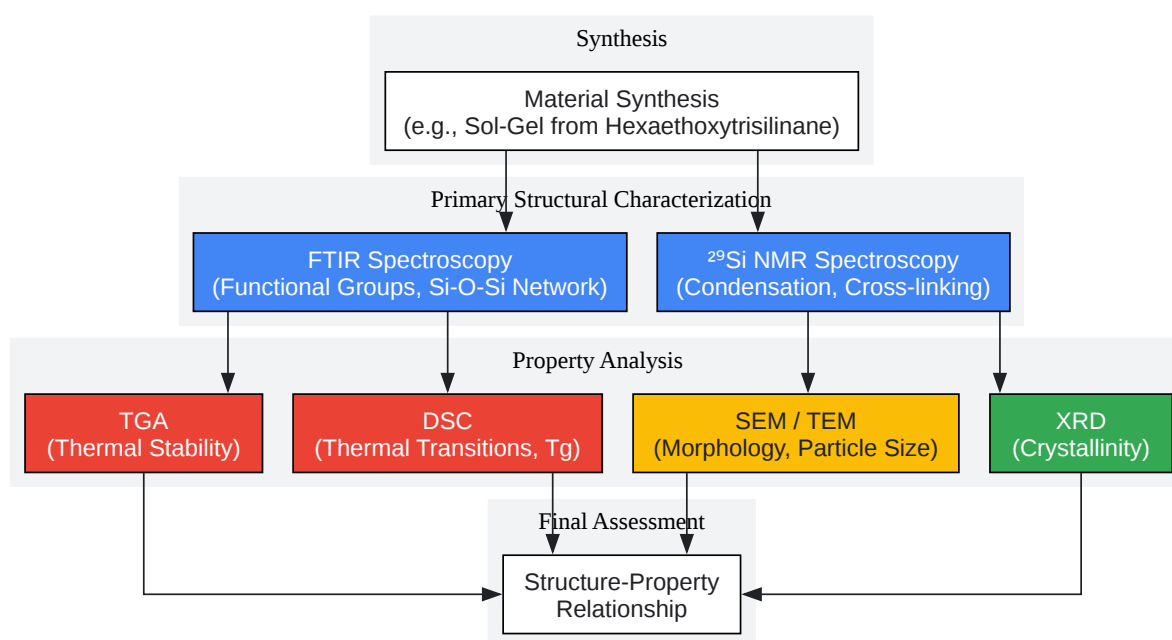 Synthesis
Material Synthesis
(e.g., Sol-Gel from Hexaethoxytrisilinane)
Primary Structural Characterization
FTIR Spectroscopy
(Functional Groups, Si-O-Si Network)
²⁹Si NMR Spectroscopy
(Condensation, Cross-linking)
Property Analysis
TGA
(Thermal Stability)
DSC
(Thermal Transitions, Tg)
SEM / TEM
(Morphology, Particle Size)
XRD
(Crystallinity)
Final Assessment
Structure-Property
Relationship